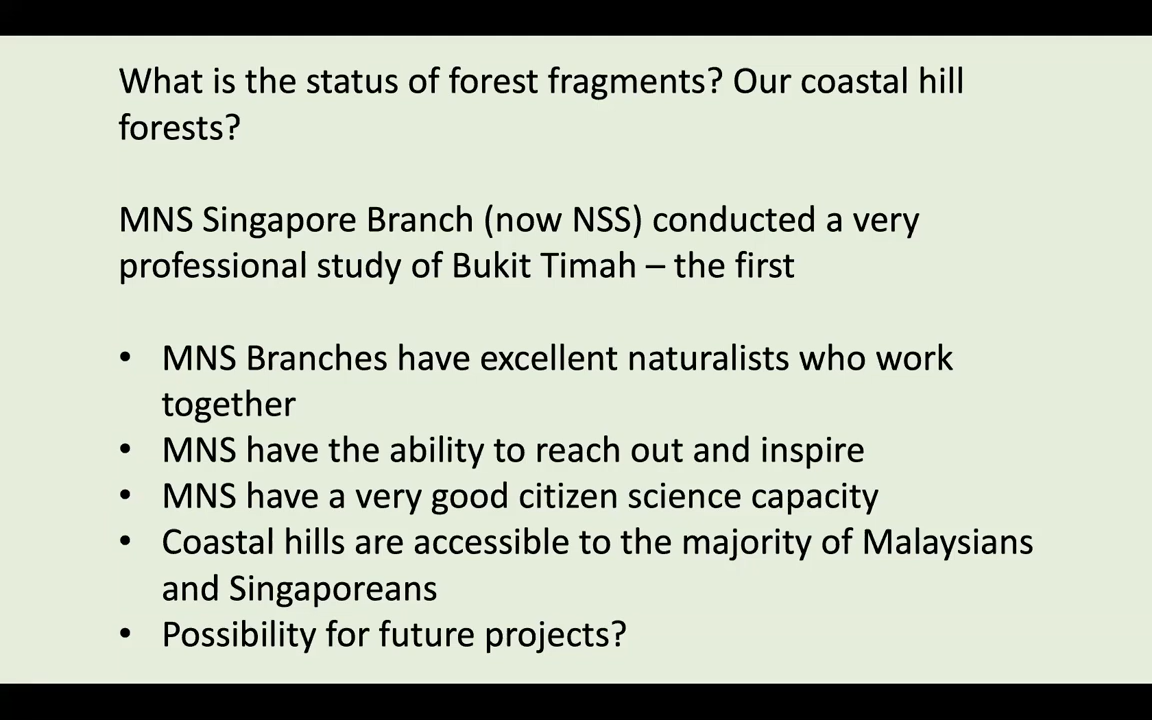 What is the status of forest fragments? Our coastal hill
forests?
MNS Singapore Branch (now NSS) conducted a very
professional study of Bukit Timah – the first
• MNS Branches have excellent naturalists who work
together
• MNS have the ability to reach out and inspire
• MNS have a very good citizen science capacity
• Coastal hills are accessible to the majority of Malaysians
and Singaporeans
• Possibility for future projects?